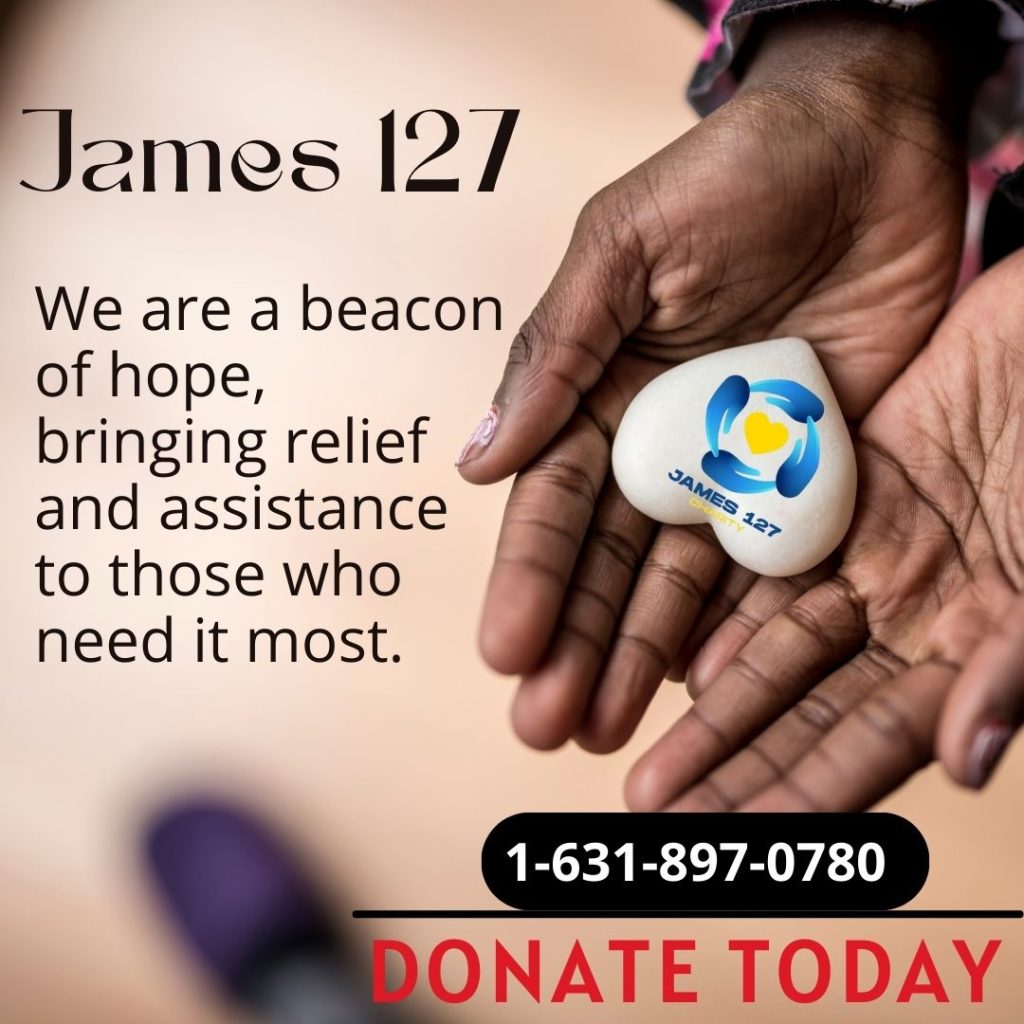 James 127
We are a beacon
of hope,
bringing relief
and assistance
to those who
need it most.
JAMES 127
CHARITY
1-631-897-0780
DONATE TODAY